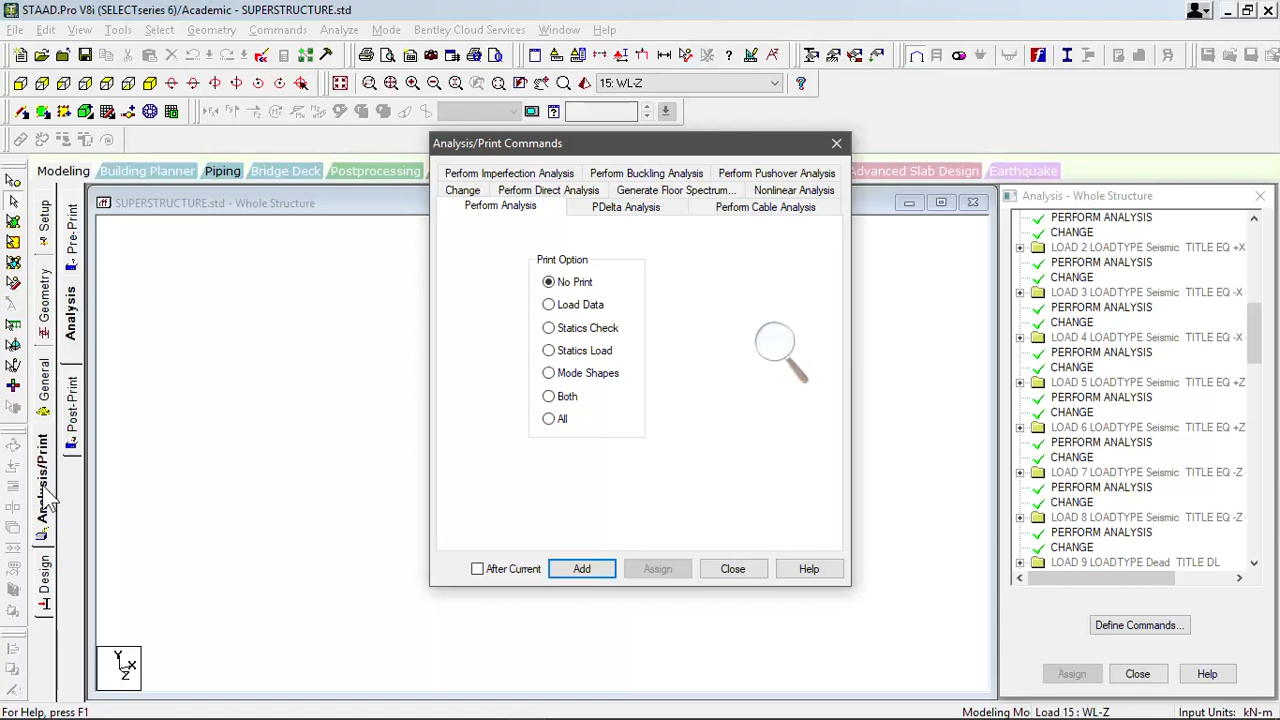 STAAD.Pro V8i (SELECTseries 6)/Academic - SUPERSTRUCTURE.std
File Edit View Tools Select Geometry Commands Analyze Mode Bentley Cloud Services Window Help
15: WL-Z
Modeling Building Planner Piping Bridge Deck Postprocessing Advanced Slab Design Earthquake
SUPERSTRUCTURE.std - Whole Structure
Setup
Geometry
General
Analysis/Print
Design
Pre-Print
Analysis
Post-Print
Y
X
Z
Analysis/Print Commands
Perform Imperfection Analysis Perform Buckling Analysis Perform Pushover Analysis
Change Perform Direct Analysis Generate Floor Spectrum... Nonlinear Analysis
Perform Analysis PDelta Analysis Perform Cable Analysis
Print Option
No Print
Load Data
Statics Check
Statics Load
Mode Shapes
Both
All
After Current Add Assign Close Help
Analysis - Whole Structure
PERFORM ANALYSIS
CHANGE
LOAD 2 LOADTYPE Seismic TITLE EQ +X
PERFORM ANALYSIS
CHANGE
LOAD 3 LOADTYPE Seismic TITLE EQ -X
PERFORM ANALYSIS
CHANGE
LOAD 4 LOADTYPE Seismic TITLE EQ -X
PERFORM ANALYSIS
CHANGE
LOAD 5 LOADTYPE Seismic TITLE EQ +Z
PERFORM ANALYSIS
CHANGE
LOAD 6 LOADTYPE Seismic TITLE EQ +Z
PERFORM ANALYSIS
CHANGE
LOAD 7 LOADTYPE Seismic TITLE EQ -Z
PERFORM ANALYSIS
CHANGE
LOAD 8 LOADTYPE Seismic TITLE EQ -Z
PERFORM ANALYSIS
CHANGE
LOAD 9 LOADTYPE Dead TITLE DL
Define Commands...
Assign Close Help
For Help, press F1
Modeling Mo Load 15 : WL-Z Input Units: kN-m